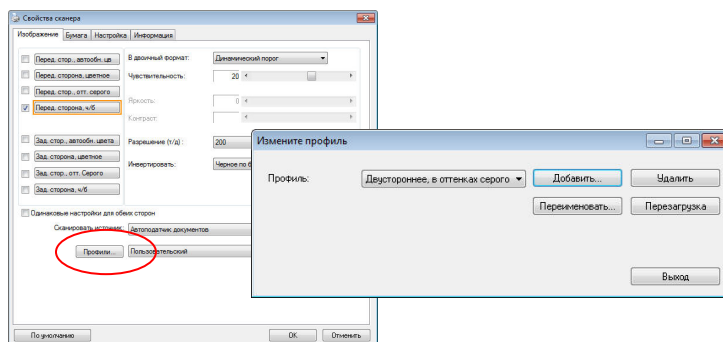 Свойства сканера
Изображение Бумага Настройка Информация
Перед. стор., автообн. цв
Перед. сторона, цветное
Перед. стор., отт. серого
Перед. сторона, ч/б
Зад. стор., автообн. цвета
Зад. сторона, цветное
Зад. стор., отт. Серого
Зад. сторона, ч/б
В двоичный формат: Динамический порог
Чувствительность: 20
Яркость: 0
Контраст:
Разрешение (т/д) : 200
Инвертировать: Черное по б
Одинаковые настройки для обеих сторон
Сканировать источник: Автоподатчик документов
Профили... Пользовательский
По умолчанию OK Отменить
Измените профиль
Профиль: Двустороннее, в оттенках серого Добавить... Удалить
Переименовать... Перезагрузка
Выход